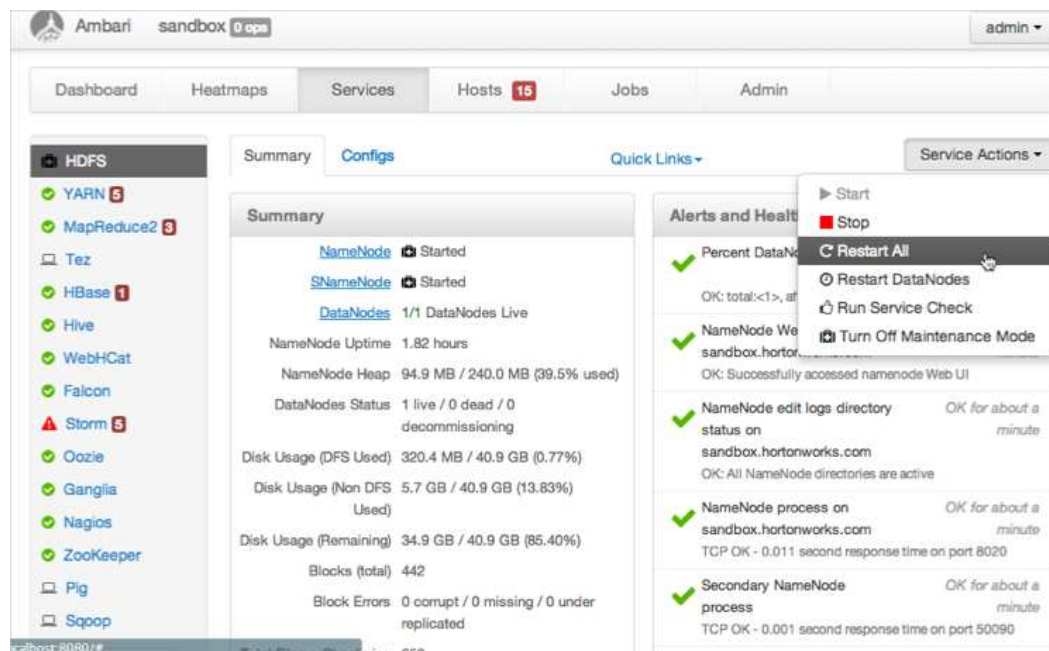 Ambari sandbox 0 ops admin
Dashboard Heatmaps Services Hosts 15 Jobs Admin
HDFS
YARN 5
MapReduce2 3
Tez
HBase 1
Hive
WebHCat
Falcon
Storm 5
Oozie
Ganglia
Nagios
ZooKeeper
Pig
Sqoop
Summary Configs Quick Links Service Actions
Start
Stop
Restart All
Restart DataNodes
Run Service Check
Turn Off Maintenance Mode
Summary
NameNode Started
SNameNode Started
DataNodes 1/1 DataNodes Live
NameNode Uptime 1.82 hours
NameNode Heap 94.9 MB / 240.0 MB (39.5% used)
DataNodes Status 1 live / 0 dead / 0
decommissioning
Disk Usage (DFS Used) 320.4 MB / 40.9 GB (0.77%)
Disk Usage (Non DFS 5.7 GB / 40.9 GB (13.83%)
Used)
Disk Usage (Remaining) 34.9 GB / 40.9 GB (85.40%)
Blocks (total) 442
Block Errors 0 corrupt / 0 missing / 0 under
replicated
Alerts and Healt
Percent DataNo
OK: total:<1>, af
NameNode We
sandbox.horton
OK: Successfully accessed namenode Web UI
NameNode edit logs directory OK for about a
status on minute
sandbox.hortonworks.com
OK: All NameNode directories are active
NameNode process on OK for about a
sandbox.hortonworks.com minute
TCP OK - 0.011 second response time on port 8020
Secondary NameNode OK for about a
process minute
TCP OK - 0.001 second response time on port 50090
calhost:8080/#